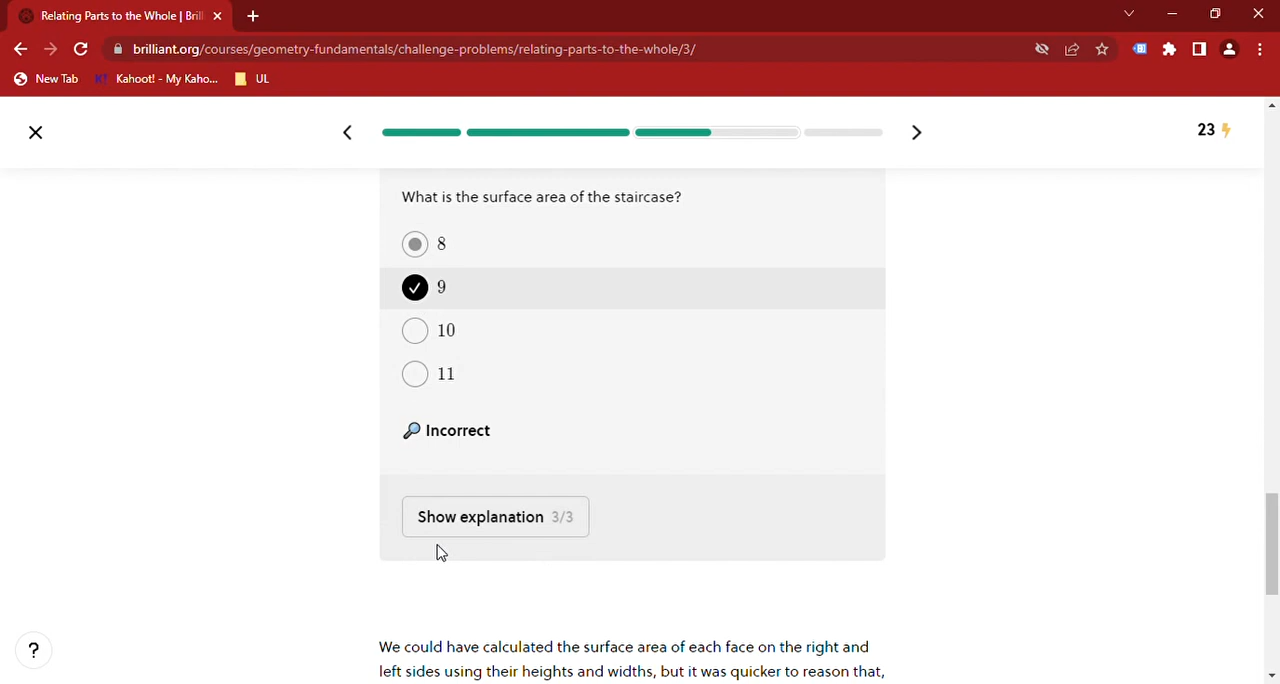 Relating Parts to the Whole | Bril
brilliant.org/courses/geometry-fundamentals/challenge-problems/relating-parts-to-the-whole/3/
New Tab
Kahoot! - My Kaho...
UL
23
What is the surface area of the staircase?
8
9
10
11
Incorrect
Show explanation 3/3
?
We could have calculated the surface area of each face on the right and
left sides using their heights and widths, but it was quicker to reason that,